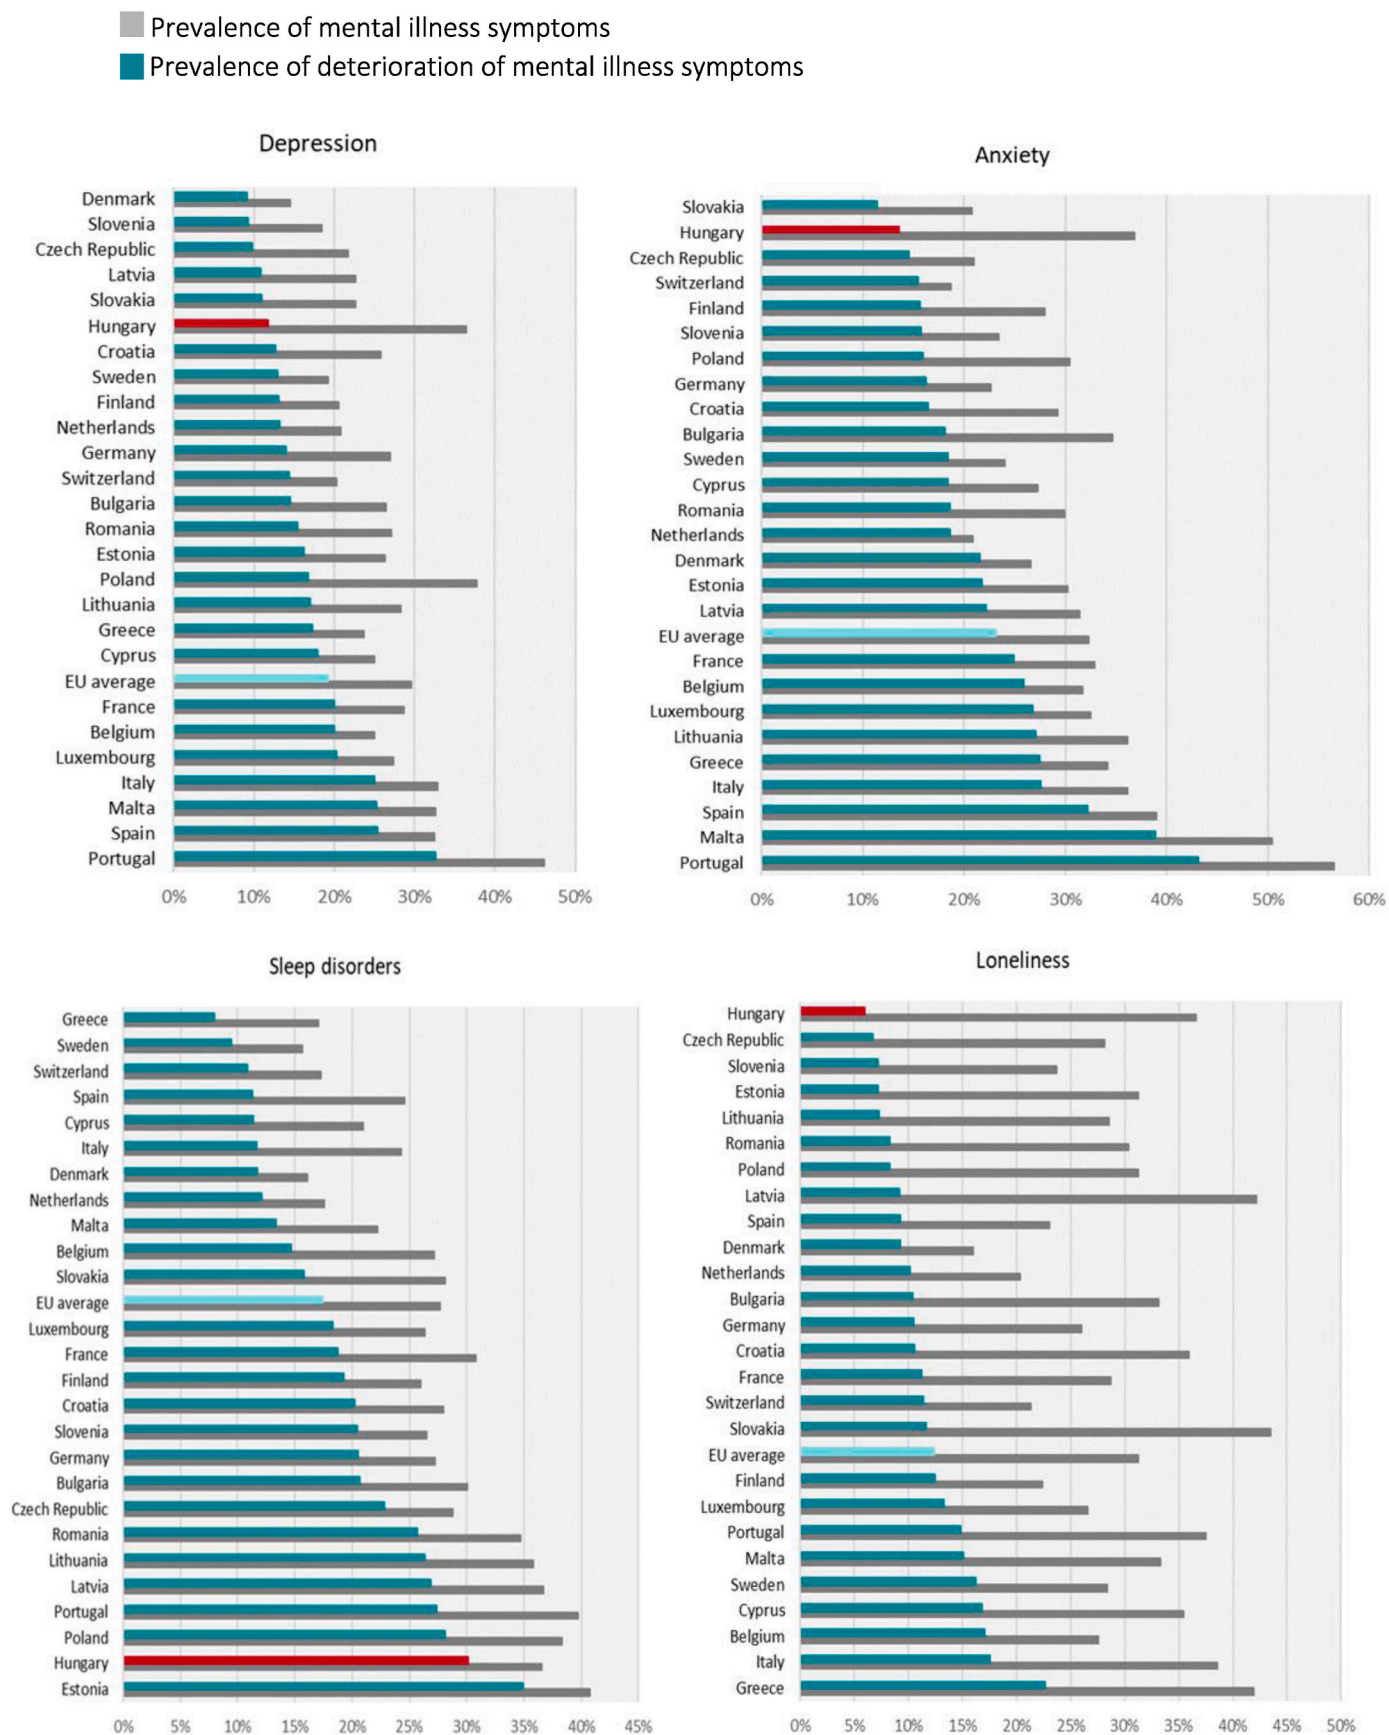 Prevalence of mental illness symptoms
Prevalence of deterioration of mental illness symptoms
Depression
Denmark
Slovenia
Czech Republic
Latvia
Slovakia
Hungary
Croatia
Sweden
Finland
Netherlands
Germany
Switzerland
Bulgaria
Romania
Estonia
Poland
Lithuania
Greece
Cyprus
EU average
France
Belgium
Luxembourg
Italy
Malta
Spain
Portugal
0% 10% 20% 30% 40% 50%
Anxiety
Slovakia
Hungary
Czech Republic
Switzerland
Finland
Slovenia
Poland
Germany
Croatia
Bulgaria
Sweden
Cyprus
Romania
Netherlands
Denmark
Estonia
Latvia
EU average
France
Belgium
Luxembourg
Lithuania
Greece
Italy
Spain
Malta
Portugal
0% 10% 20% 30% 40% 50% 60%
Sleep disorders
Greece
Sweden
Switzerland
Spain
Cyprus
Italy
Denmark
Netherlands
Malta
Belgium
Slovakia
EU average
Luxembourg
France
Finland
Croatia
Slovenia
Germany
Bulgaria
Czech Republic
Romania
Lithuania
Latvia
Portugal
Poland
Hungary
Estonia
0% 5% 10% 15% 20% 25% 30% 35% 40% 45%
Loneliness
Hungary
Czech Republic
Slovenia
Estonia
Lithuania
Romania
Poland
Latvia
Spain
Denmark
Netherlands
Bulgaria
Germany
Croatia
France
Switzerland
Slovakia
EU average
Finland
Luxembourg
Portugal
Malta
Sweden
Cyprus
Belgium
Italy
Greece
0% 5% 10% 15% 20% 25% 30% 35% 40% 45% 50%